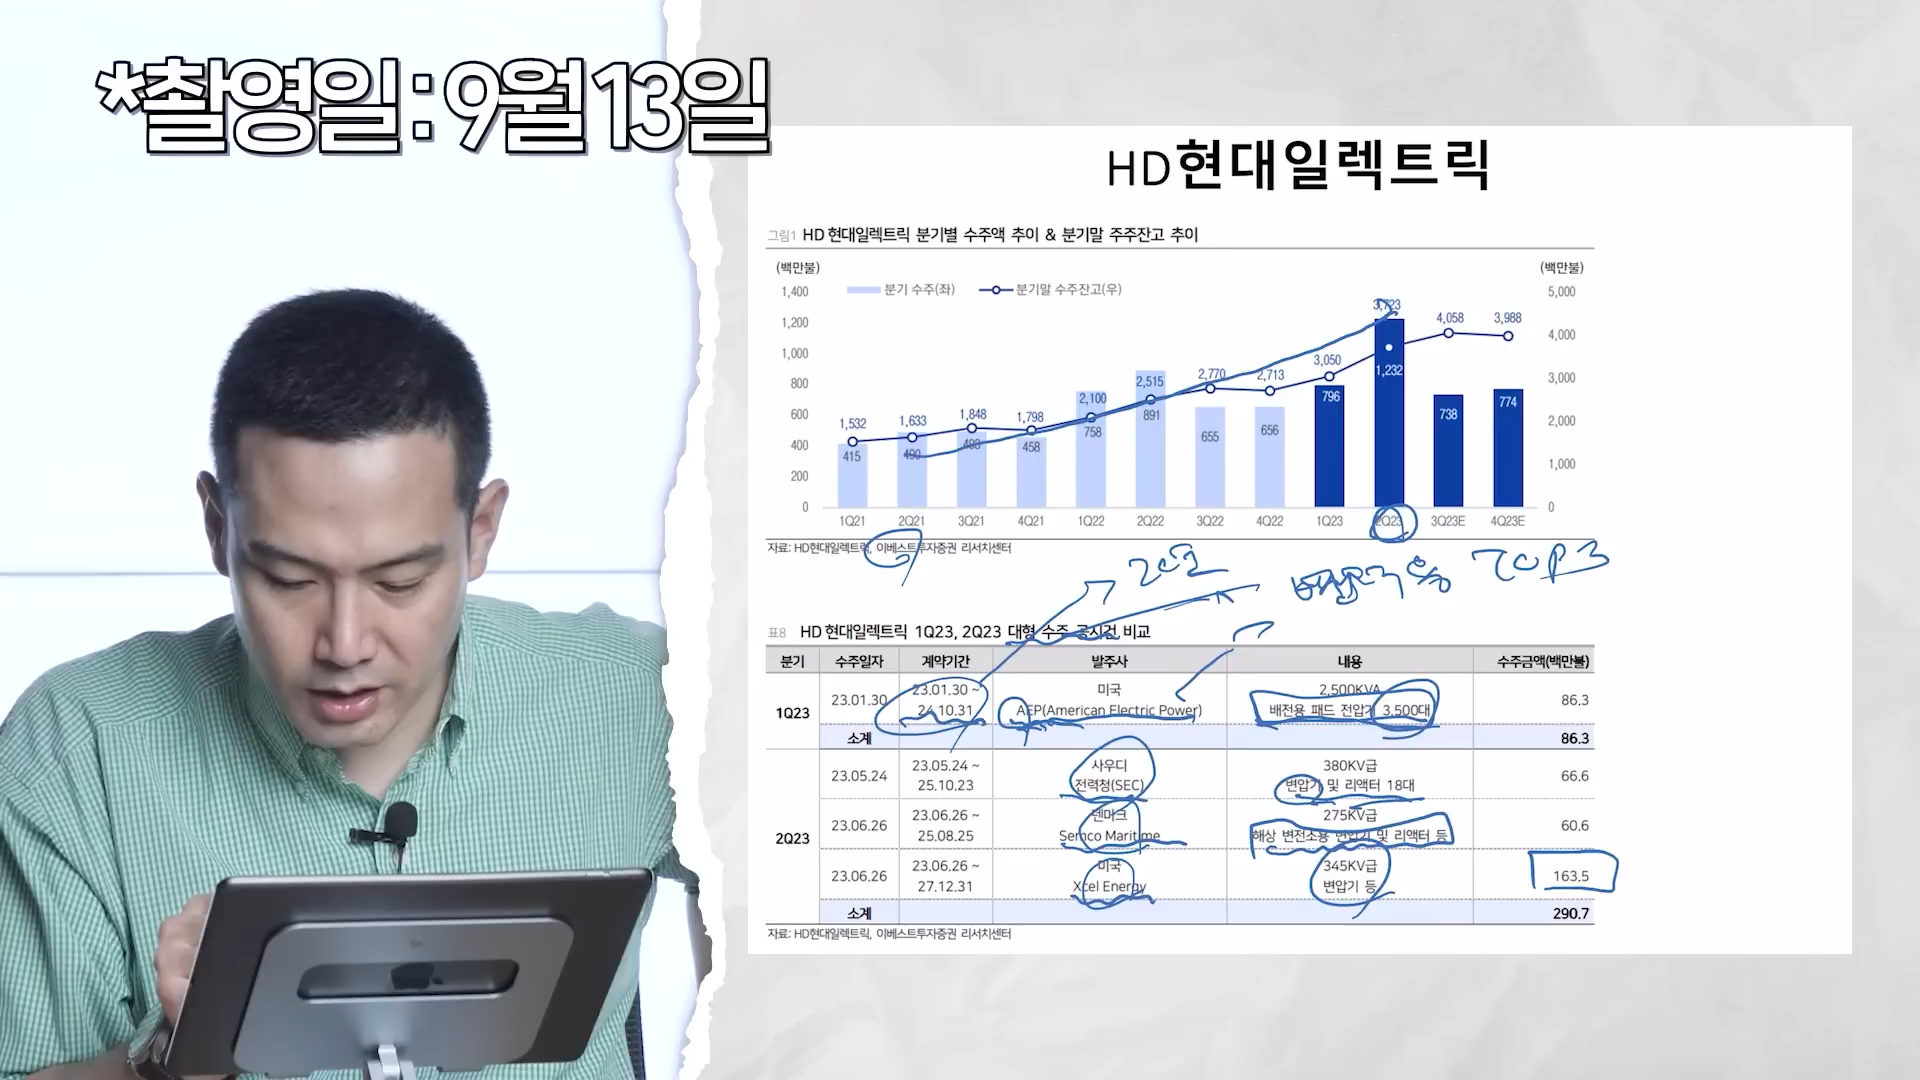 *촬영일: 9월 13일
HD현대일렉트릭
그림1 HD현대일렉트릭 분기별 수주액 추이 & 분기말 주주잔고 추이
(백만불) (백만불)
분기 수주(좌) 분기말 수주잔고(우)
1,400 5,000
1,200 4,000
1,000 3,000
800 2,000
600 1,000
400 0
200
0
1,532 1,633 1,848 1,798 2,100 2,515 2,770 2,713 3,050 3,723 4,058 3,988
415 490 493 458 758 891 655 656 796 1,232 738 774
1Q21 2Q21 3Q21 4Q21 1Q22 2Q22 3Q22 4Q22 1Q23 2Q23 3Q23E 4Q23E
자료: HD현대일렉트릭, 이베스트투자증권 리서치센터
TOP3
표8 HD현대일렉트릭 1Q23, 2Q23 대형 수주 공시건 비교
분기 수주일자 계약기간 발주사 내용 수주금액(백만불)
1Q23 23.01.30 23.01.30 ~ 24.10.31 미국 AEP(American Electric Power) 2,500KVA 배전용 패드 전압기 3,500대 86.3
소계 86.3
2Q23 23.05.24 23.05.24 ~ 25.10.23 사우디 전력청(SEC) 380KV급 변압기 및 리액터 18대 66.6
23.06.26 23.06.26 ~ 25.08.25 덴마크 Semco Maritime 275KV급 해상 변전소용 변압기 및 리액터 등 60.6
23.06.26 23.06.26 ~ 27.12.31 미국 Xcel Energy 345KV급 변압기 등 163.5
소계 290.7
자료: HD현대일렉트릭, 이베스트투자증권 리서치센터